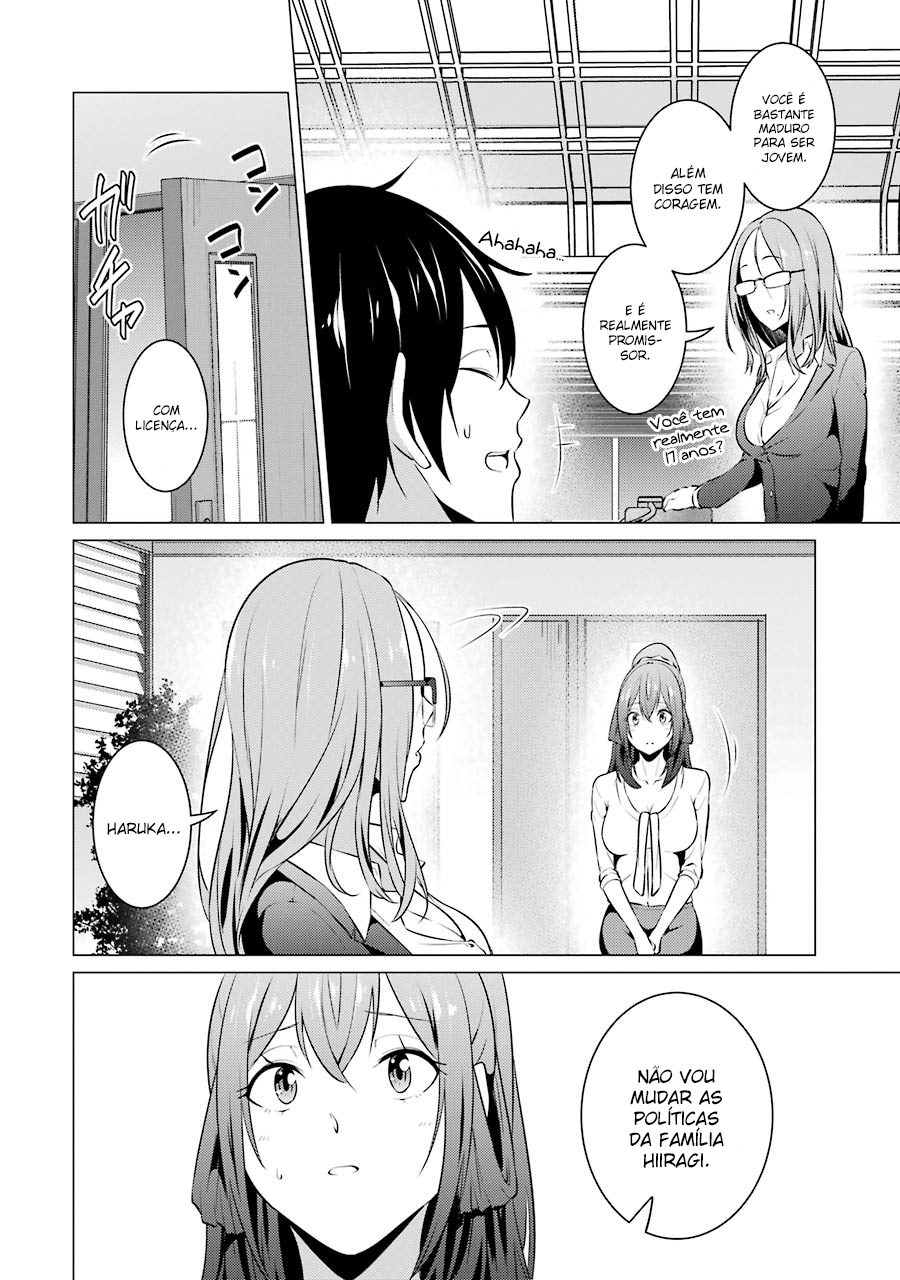 VOCÊ É
BASTANTE
MADURO
PARA SER
JOVEM.
ALÉM
DISSO TEM
CORAGEM.
Ahahaha...
E É
REALMENTE
PROMIS-
SOR.
Você tem
realmente
17 anos?
コン
コン
ガ
チャ
COM
LICENÇA...
HARUKA...
NÃO VOU
MUDAR AS
POLÍTICAS
DA FAMÍLIA
HIIRAGI.